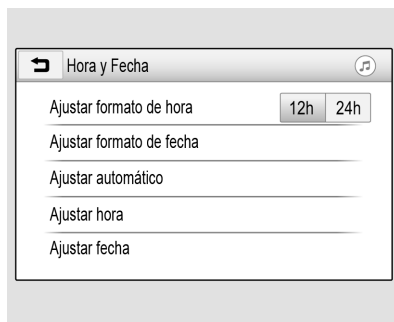 Hora y Fecha
Ajustar formato de hora 12h 24h
Ajustar formato de fecha
Ajustar automático
Ajustar hora
Ajustar fecha